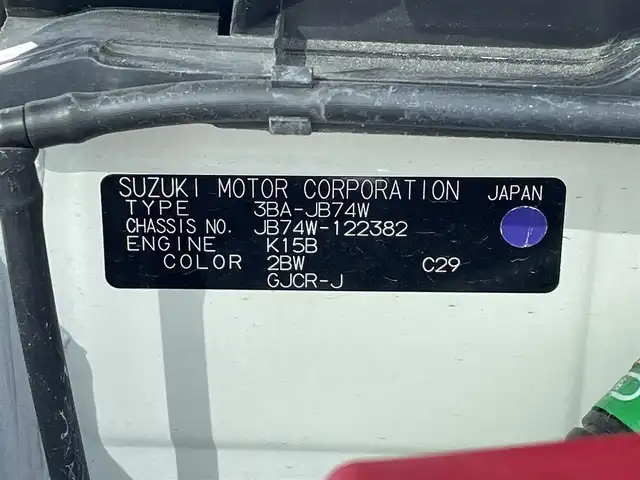 SUZUKI MOTOR CORPORATION JAPAN
TYPE 3BA-JB74W
CHASSIS NO. JB74W-122382
ENGINE K15B
COLOR 2BW C29
GJCR-J